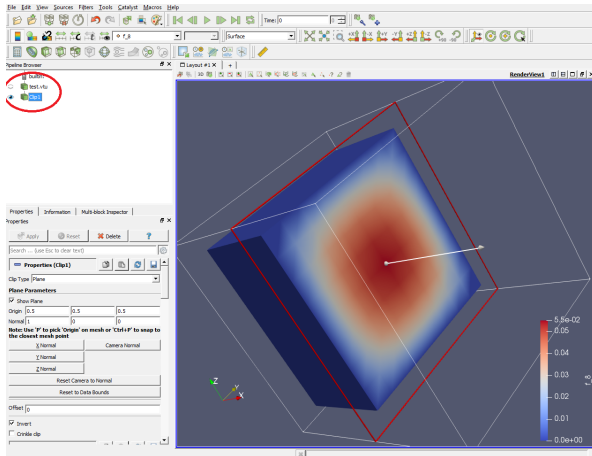 File Edit View Sources Filters Tools Catalyst Macros Help
Time: 0
0
f_8
Surface
Pipeline Browser
builtin:
test.vtu
Clip1
Layout #1
3D
RenderView1
Properties
Information
Multi-block Inspector
Properties
Apply
Reset
Delete
?
Search ... (use Esc to clear text)
Properties (Clip1)
Clip Type
Plane
Plane Parameters
Show Plane
Origin
0.5
0.5
0.5
Normal
1
0
0
Note: Use 'P' to pick 'Origin' on mesh or 'Ctrl+P' to snap to
the closest mesh point
X Normal
Camera Normal
Y Normal
Z Normal
Reset Camera to Normal
Reset to Data Bounds
Offset
0
Invert
Crinkle clip
Z
Y
X
5.5e-02
0.05
0.04
0.03
0.02
0.01
0.0e+00
f_8